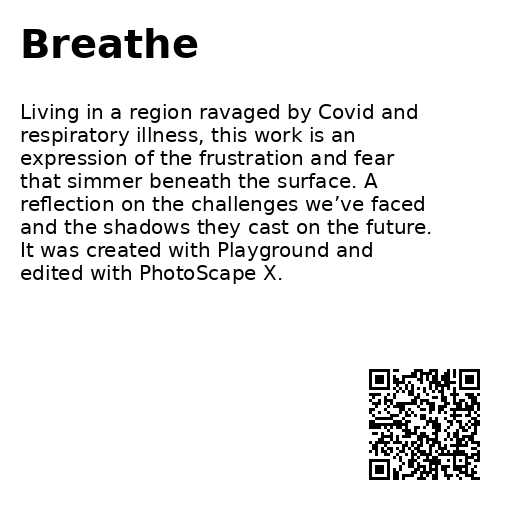 Breathe
Living in a region ravaged by Covid and
respiratory illness, this work is an
expression of the frustration and fear
that simmer beneath the surface. A
reflection on the challenges we’ve faced
and the shadows they cast on the future.
It was created with Playground and
edited with PhotoScape X.